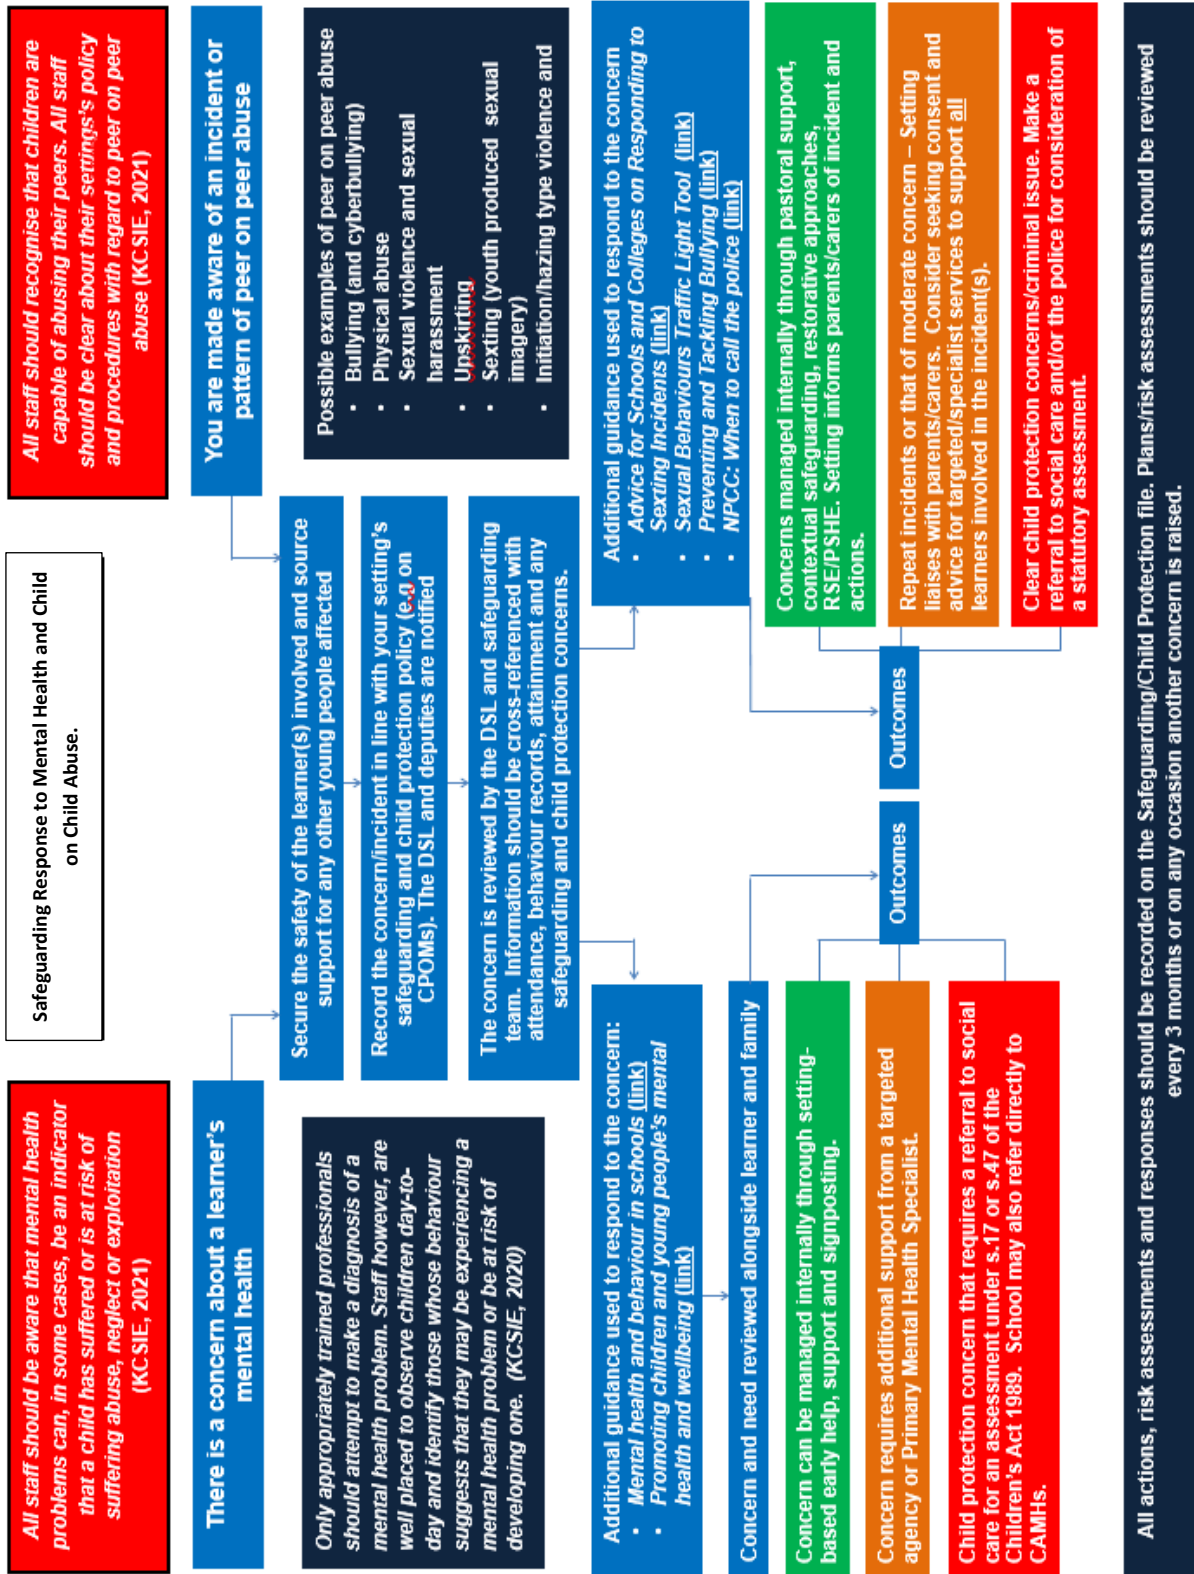 Safeguarding Response to Mental Health and Child
on Child Abuse.
All staff should be aware that mental health
problems can, in some cases, be an indicator
that a child has suffered or is at risk of
suffering abuse, neglect or exploitation
(KCSIE, 2021)
All staff should recognise that children are
capable of abusing their peers. All staff
should be clear about their settings's policy
and procedures with regard to peer on peer
abuse (KCSIE, 2021)
There is a concern about a learner's
mental health
You are made aware of an incident or
pattern of peer on peer abuse
Secure the safety of the learner(s) involved and source
support for any other young people affected
Record the concern/incident in line with your setting's
safeguarding and child protection policy (e.g on
CPOMs). The DSL and deputies are notified
The concern is reviewed by the DSL and safeguarding
team. Information should be cross-referenced with
attendance, behaviour records, attainment and any
safeguarding and child protection concerns.
Only appropriately trained professionals
should attempt to make a diagnosis of a
mental health problem. Staff however, are
well placed to observe children day-to-
day and identify those whose behaviour
suggests that they may be experiencing a
mental health problem or be at risk of
developing one. (KCSIE, 2020)
Possible examples of peer on peer abuse
• Bullying (and cyberbullying)
• Physical abuse
• Sexual violence and sexual
harassment
• Upskirting
• Sexting (youth produced sexual
imagery)
• Initiation/hazing type violence and
Additional guidance used to respond to the concern:
• Mental health and behaviour in schools (link)
• Promoting children and young people's mental
health and wellbeing (link)
Additional guidance used to respond to the concern
• Advice for Schools and Colleges on Responding to
Sexting Incidents (link)
• Sexual Behaviours Traffic Light Tool (link)
• Preventing and Tackling Bullying (link)
• NPCC: When to call the police (link)
Concern and need reviewed alongside learner and family
Outcomes
Outcomes
Concern can be managed internally through setting-
based early help, support and signposting.
Concern requires additional support from a targeted
agency or Primary Mental Health Specialist.
Child protection concern that requires a referral to social
care for an assessment under s.17 or s.47 of the
Children's Act 1989. School may also refer directly to
CAMHs.
Concerns managed internally through pastoral support,
contextual safeguarding, restorative approaches,
RSE/PSHE. Setting informs parents/carers of incident and
actions.
Repeat incidents or that of moderate concern – Setting
liaises with parents/carers. Consider seeking consent and
advice for targeted/specialist services to support all
learners involved in the incident(s).
Clear child protection concerns/criminal issue. Make a
referral to social care and/or the police for consideration of
a statutory assessment.
All actions, risk assessments and responses should be recorded on the Safeguarding/Child Protection file. Plans/risk assessments should be reviewed
every 3 months or on any occasion another concern is raised.